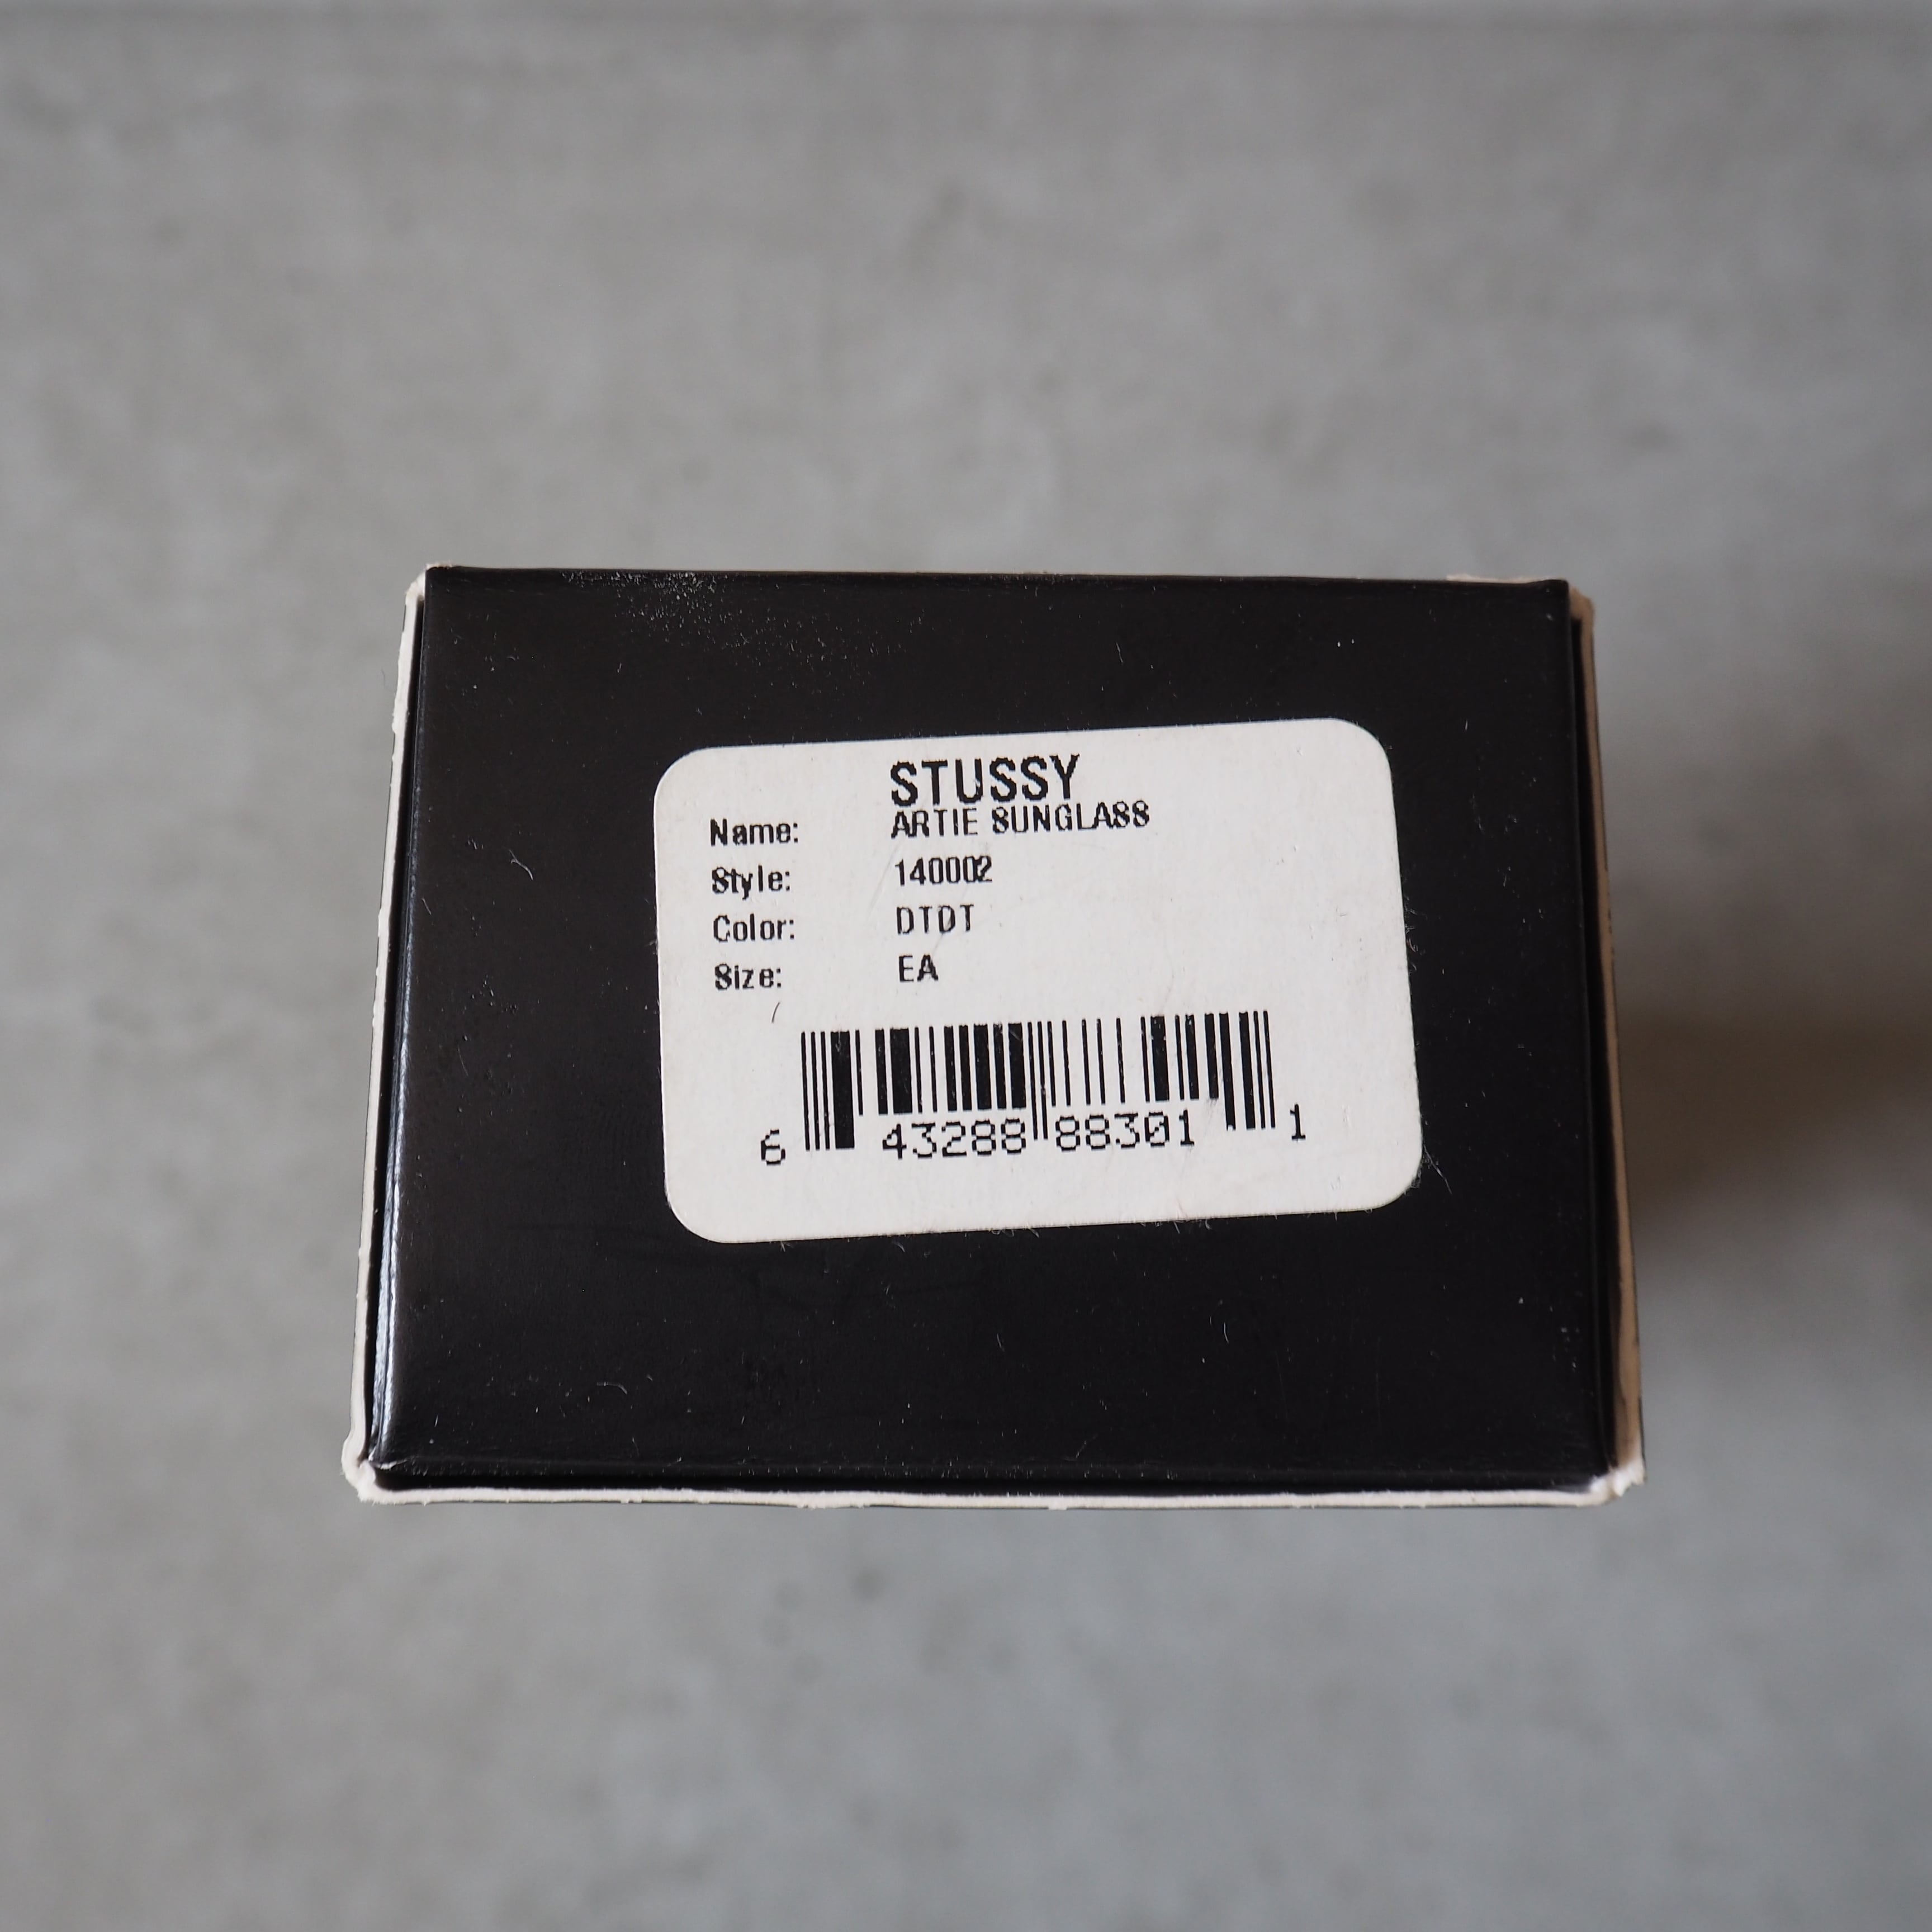 STUSSY
Name: ARTIE SUNGLASS
Style: 140002
Color: DTDT
Size: EA
6 43288 88301 1